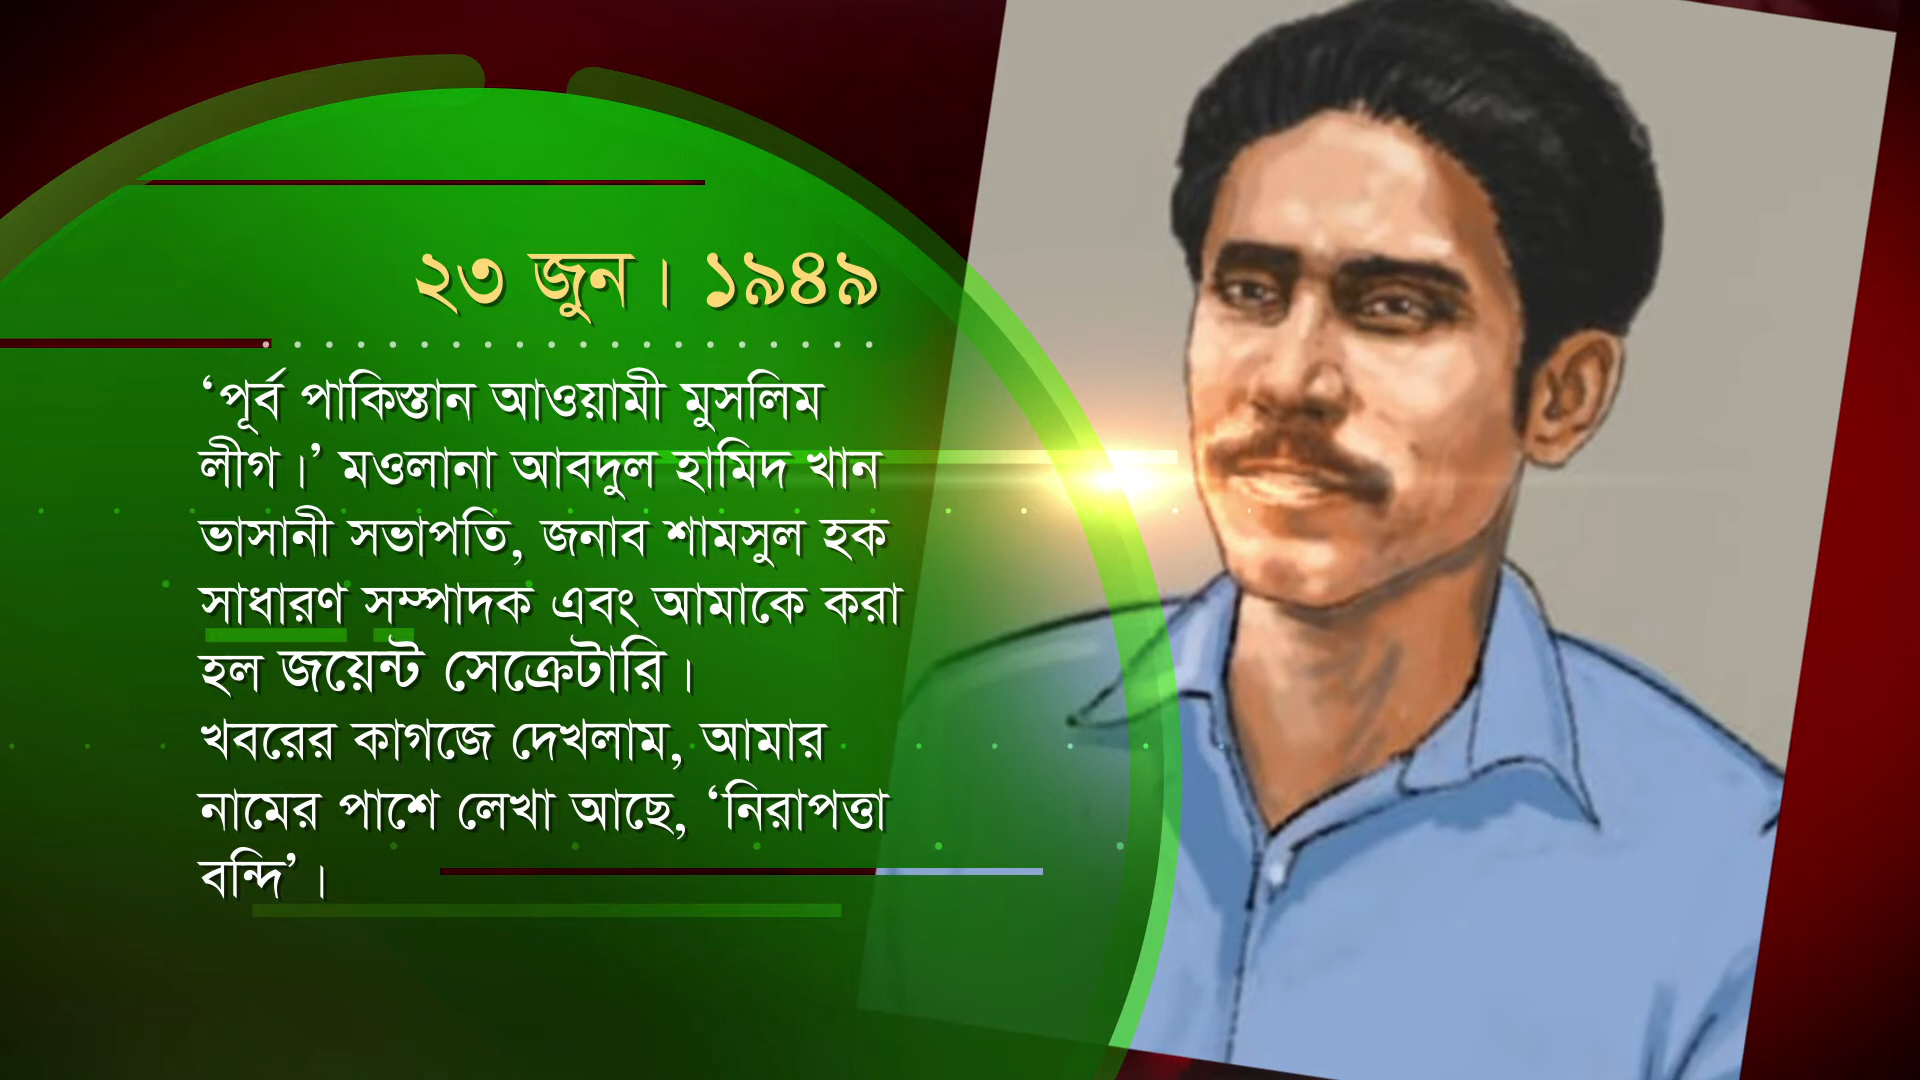 ২৩ জুন। ১৯৪৯
‘পূর্ব পাকিস্তান আওয়ামী মুসলিম
লীগ।’ মওলানা আবদুল হামিদ খান
ভাসানী সভাপতি, জনাব শামসুল হক
সাধারণ সম্পাদক এবং আমাকে করা
হল জয়েন্ট সেক্রেটারি।
খবরের কাগজে দেখলাম, আমার
নামের পাশে লেখা আছে, ‘নিরাপত্তা
বন্দি’।